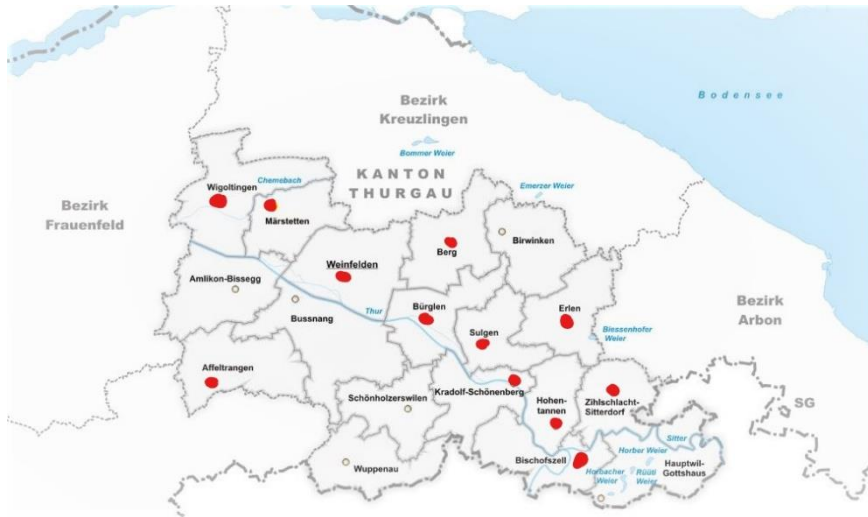 Bodensee
Bezirk
Kreuzlingen
Bommer Weier
KANTON
THURGAU
Chemebach
Emerzer Weier
Wigoltingen
Märstetten
Bezirk
Frauenfeld
Weinfelden
Berg
Birwinken
Amlikon-Bissegg
Bussnang
Thur
Bürglen
Sulgen
Erlen
Biessenhofer
Weier
Bezirk
Arbon
Affeltrangen
Schönholzerswilen
Kradolf-Schönenberg
Hohen-
tannen
Zihlschlacht-
Sitterdorf
SG
Wuppenau
Bischofszell
Sitter
Horber Weier
Horbacher
Weier
Rüüti
Weier
Hauptwil-
Gottshaus